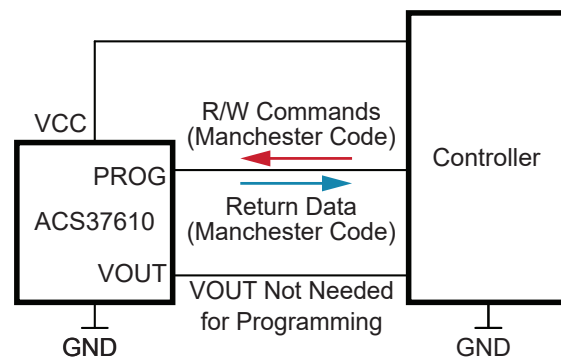 R/W Commands
(Manchester Code)
VCC
PROG
Controller
ACS37610
Return Data
(Manchester Code)
VOUT
VOUT Not Needed
for Programming
GND
GND